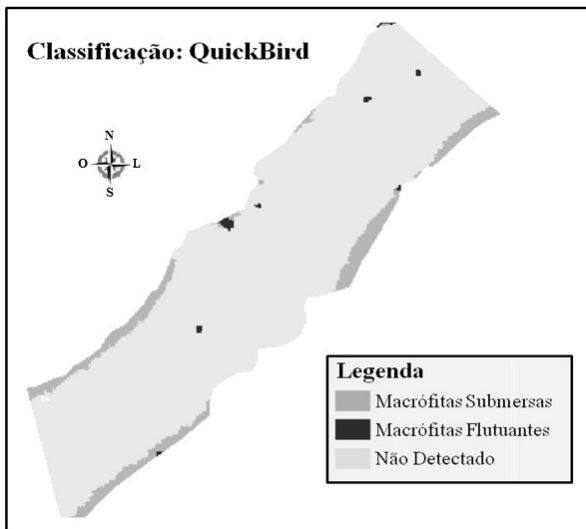 Classificação: QuickBird
N
O L
S
Legenda
Macrófitas Submersas
Macrófitas Flutuantes
Não Detectado